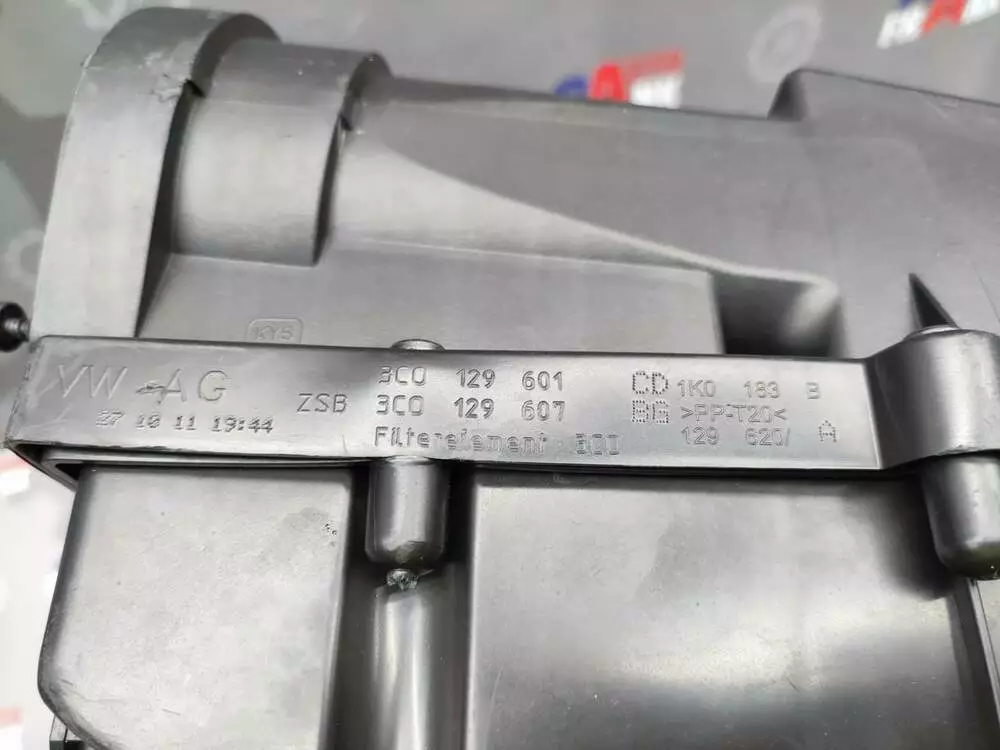 VW AG
27 10 11 19:44
ZSB
3C0 129 601
3C0 129 607
Filterelement 3C0
CD 1K0 183 B
BG >PP-T20<
129 620/ A